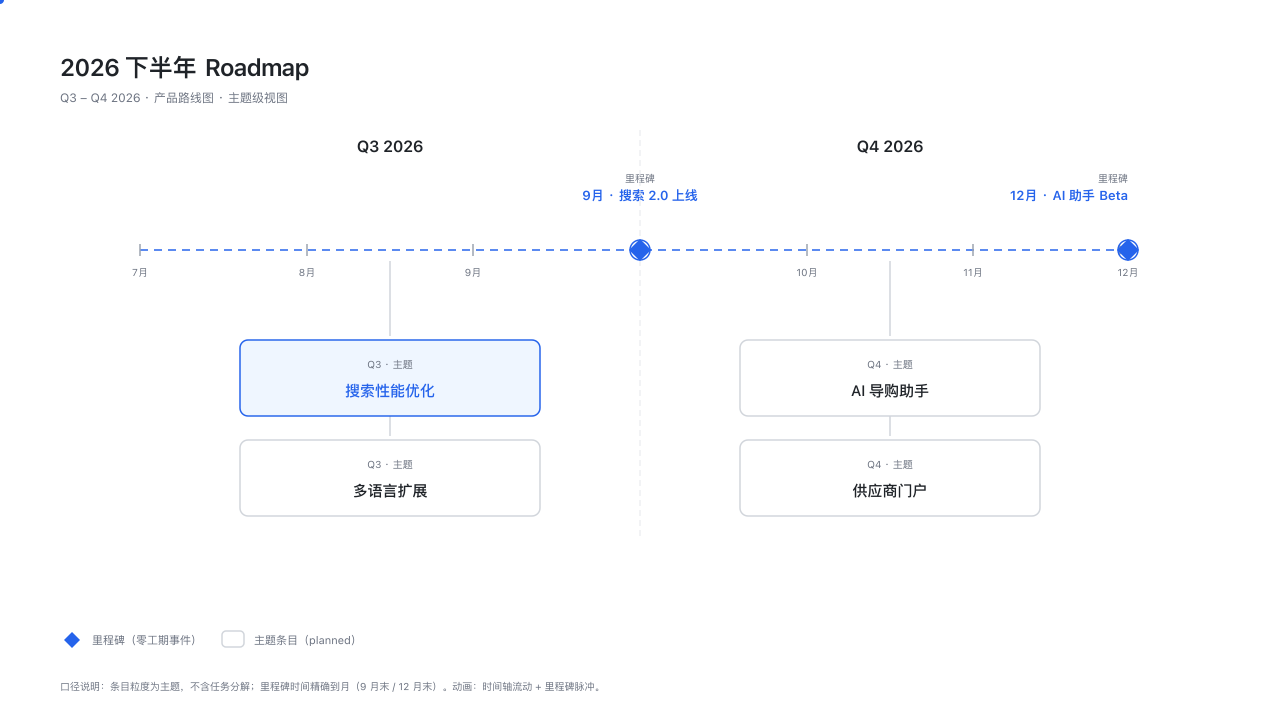 2026 下半年 Roadmap
Q3 – Q4 2026 · 产品路线图 · 主题级视图
Q3 2026
Q4 2026
里程碑
9月 · 搜索 2.0 上线
里程碑
12月 · AI 助手 Beta
7月
8月
9月
10月
11月
12月
Q3 · 主题
搜索性能优化
Q4 · 主题
AI 导购助手
Q3 · 主题
多语言扩展
Q4 · 主题
供应商门户
里程碑（零工期事件）
主题条目（planned）
口径说明：条目粒度为主题，不含任务分解；里程碑时间精确到月（9 月末 / 12 月末）。动画：时间轴流动 + 里程碑脉冲。